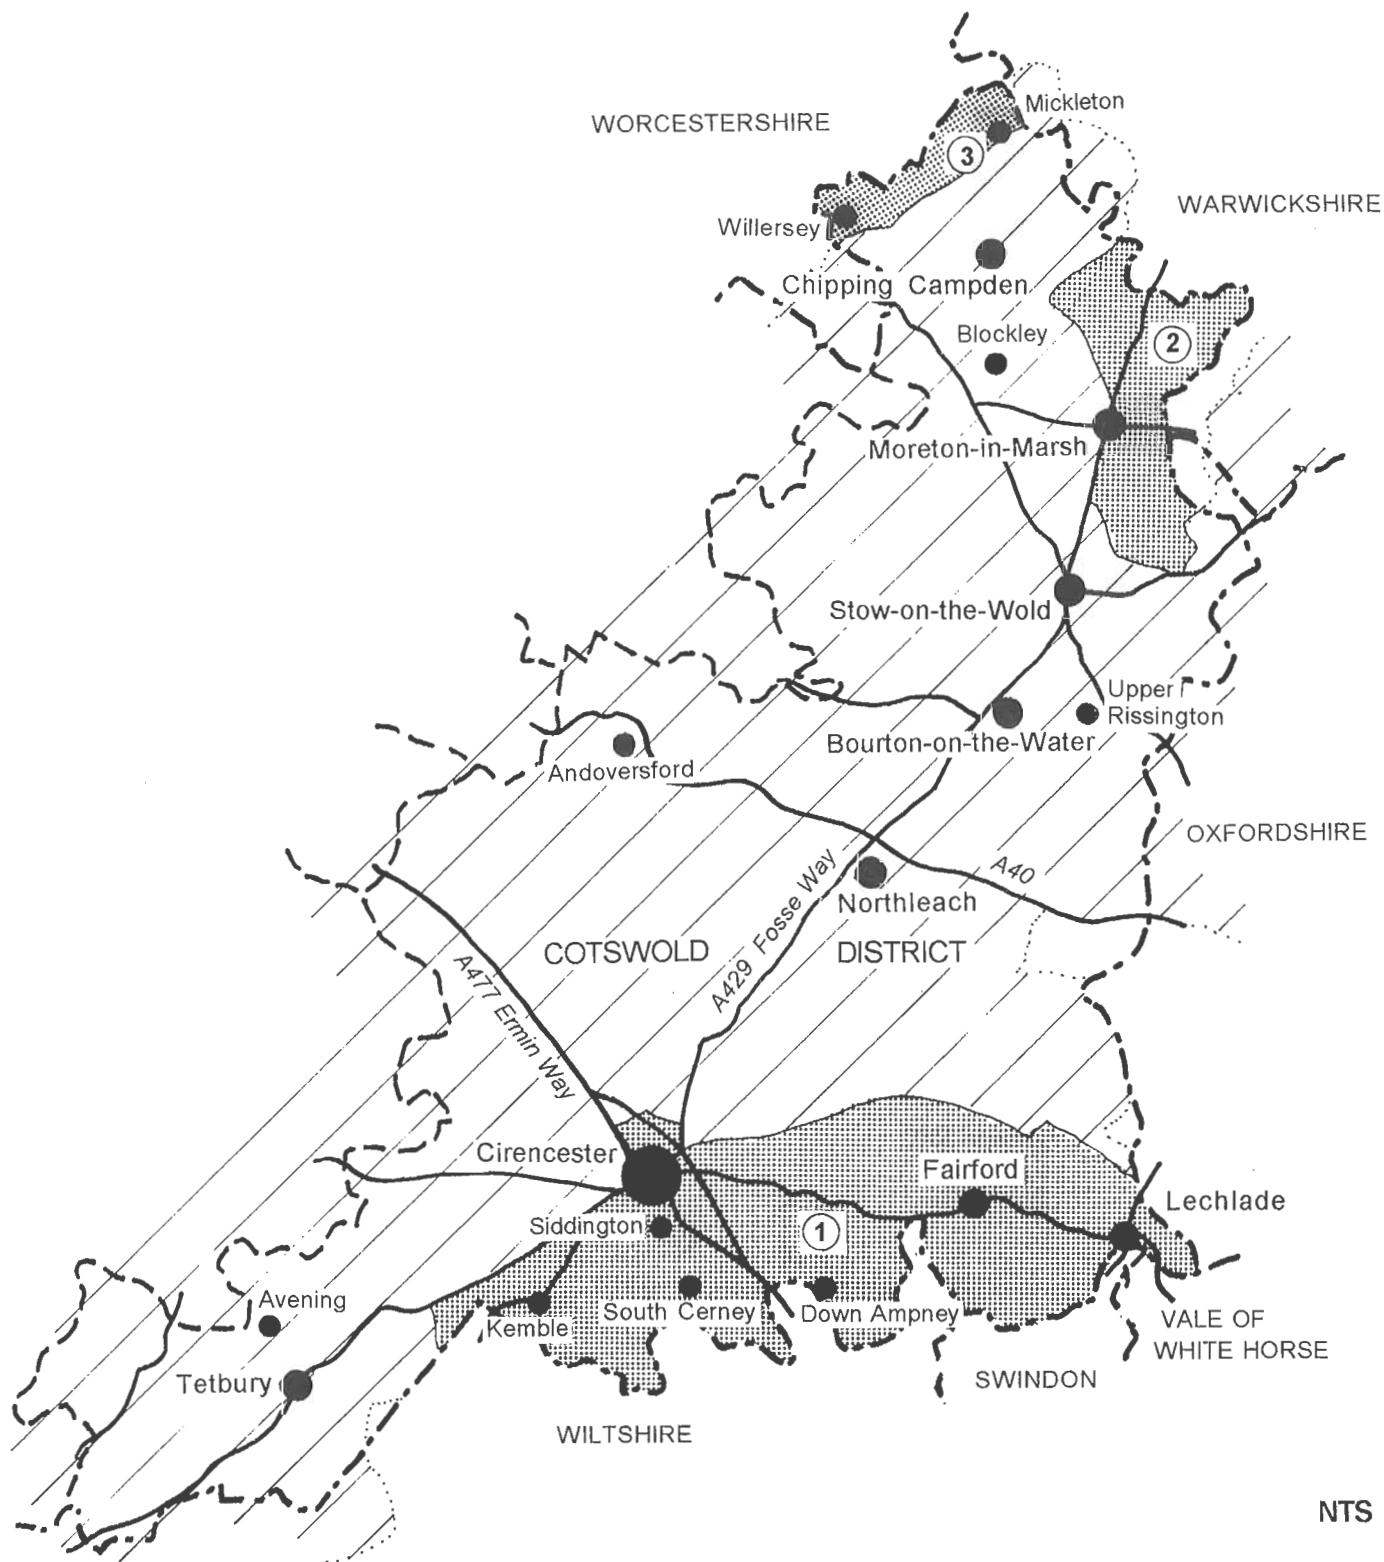 Mickleton
WORCESTERSHIRE
3
WARWICKSHIRE
Willersey
Chipping Campden
Blockley
2
Moreton-in-Marsh
Stow-on-the-Wold
Upper
Rissington
Bourton-on-the-Water
Andoversford
OXFORDSHIRE
A40
Northleach
A429 Fosse Way
COTSWOLD DISTRICT
A477 Ermin Way
Cirencester
Fairford
Lechlade
Siddington
1
Avening
Kemble
South Cerney
Down Ampney
VALE OF
WHITE HORSE
Tetbury
SWINDON
WILTSHIRE
NTS